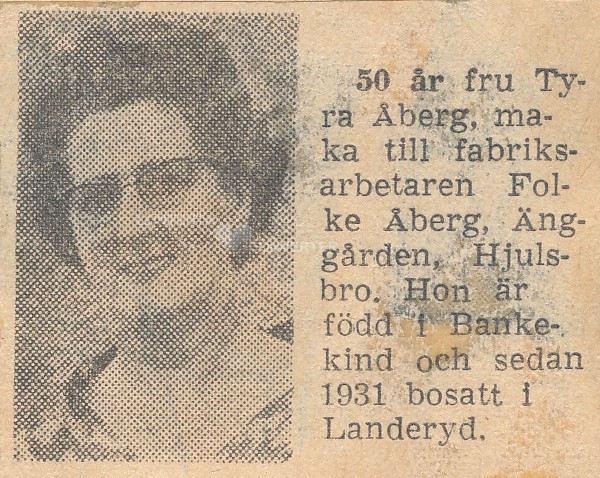 50 år fru Ty-
ra Åberg, ma-
ka till fabriks-
arbetaren Fol-
ke Åberg, Äng-
gården, Hjuls-
bro. Hon är
född i Banke-
kind och sedan
1931 bosatt i
Landeryd.